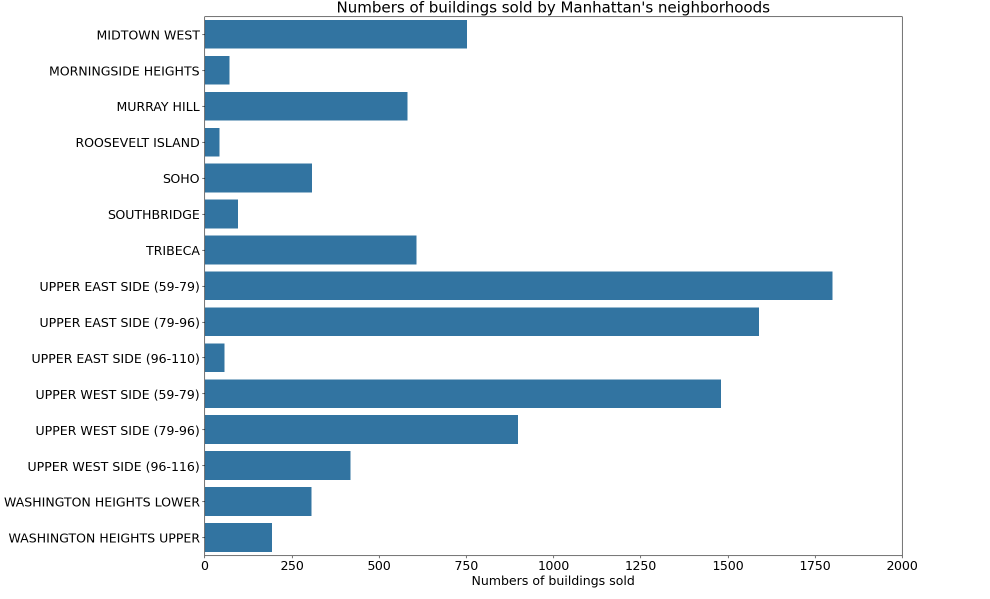 Numbers of buildings sold by Manhattan's neighborhoods
MIDTOWN WEST
MORNINGSIDE HEIGHTS
MURRAY HILL
ROOSEVELT ISLAND
SOHO
SOUTHBRIDGE
TRIBECA
UPPER EAST SIDE (59-79)
UPPER EAST SIDE (79-96)
UPPER EAST SIDE (96-110)
UPPER WEST SIDE (59-79)
UPPER WEST SIDE (79-96)
UPPER WEST SIDE (96-116)
WASHINGTON HEIGHTS LOWER
WASHINGTON HEIGHTS UPPER
0 250 500 750 1000 1250 1500 1750 2000
Numbers of buildings sold